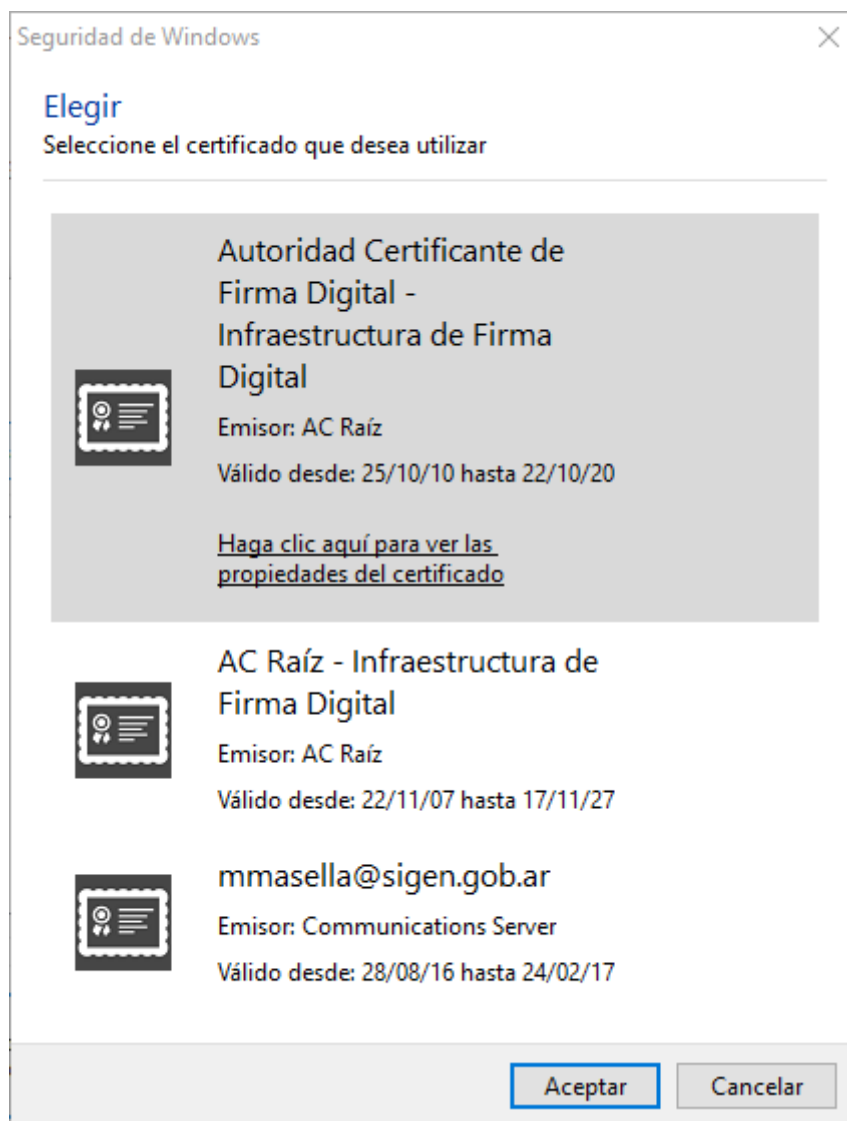 Seguridad de Windows
Elegir
Seleccione el certificado que desea utilizar
Autoridad Certificante de
Firma Digital -
Infraestructura de Firma
Digital
Emisor: AC Raíz
Válido desde: 25/10/10 hasta 22/10/20
Haga clic aquí para ver las
propiedades del certificado
AC Raíz - Infraestructura de
Firma Digital
Emisor: AC Raíz
Válido desde: 22/11/07 hasta 17/11/27
mmasella@sigen.gob.ar
Emisor: Communications Server
Válido desde: 28/08/16 hasta 24/02/17
Aceptar
Cancelar